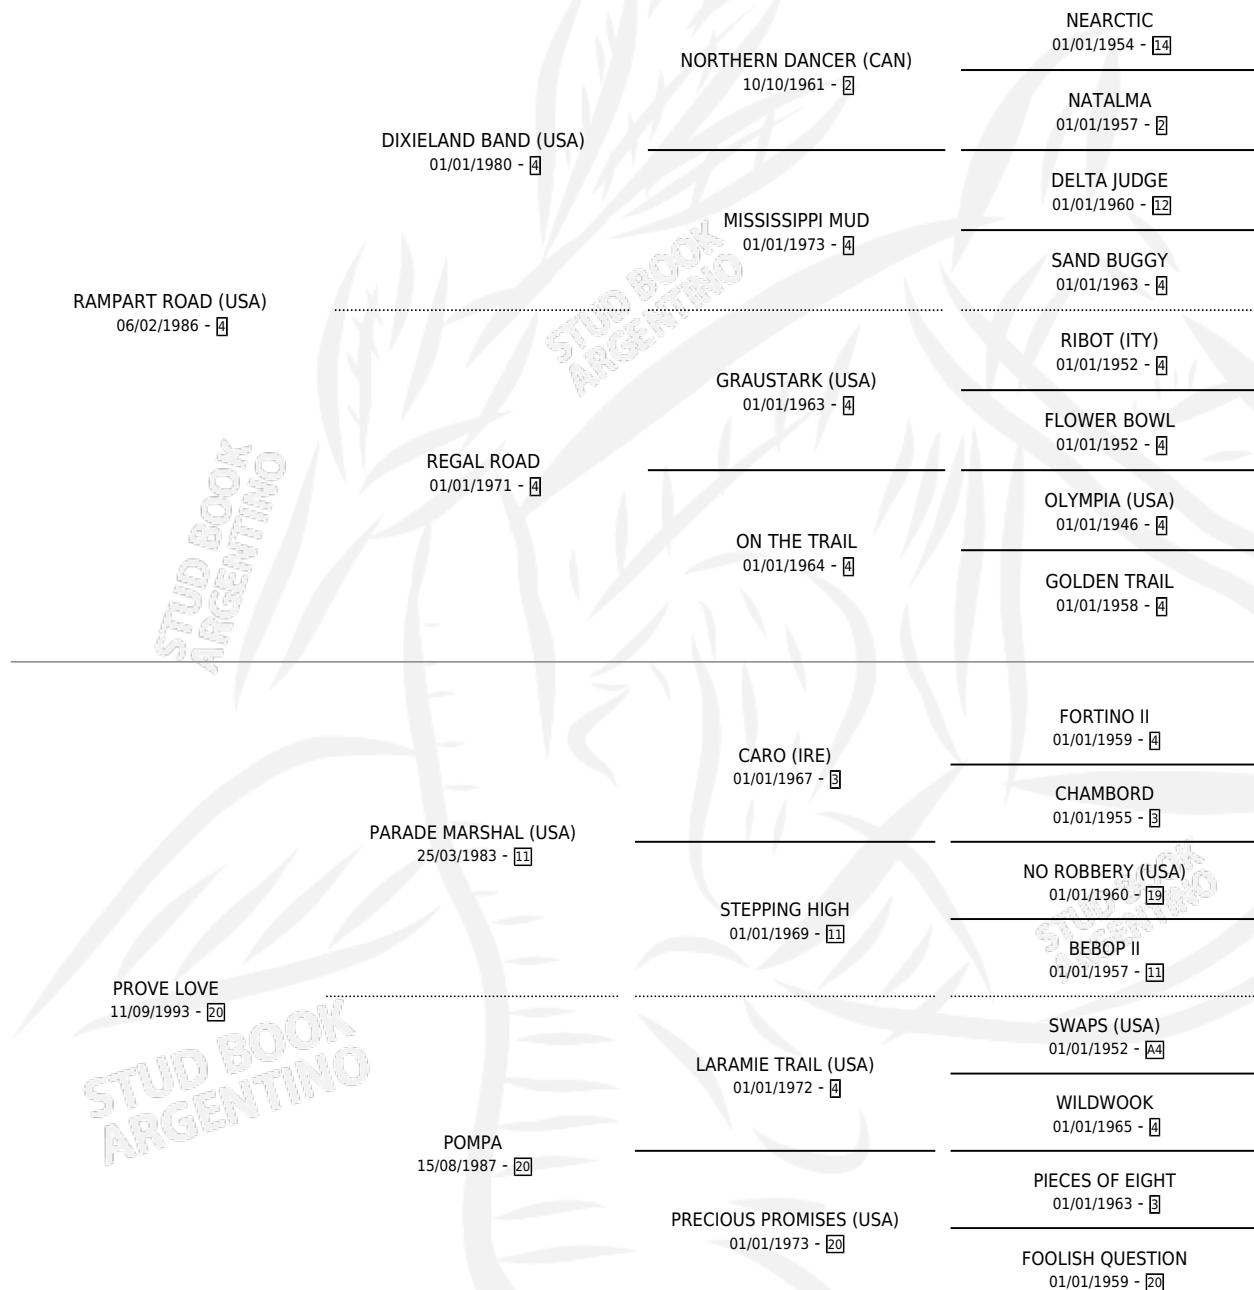 NEARCTIC
01/01/1954 - 14
NORTHERN DANCER (CAN)
10/10/1961 - 2
NATALMA
01/01/1957 - 2
DIXIELAND BAND (USA)
01/01/1980 - 4
DELTA JUDGE
01/01/1960 - 12
MISSISSIPPI MUD
01/01/1973 - 4
SAND BUGGY
01/01/1963 - 4
RAMPART ROAD (USA)
06/02/1986 - 4
RIBOT (ITY)
01/01/1952 - 4
GRAUSTARK (USA)
01/01/1963 - 4
FLOWER BOWL
01/01/1952 - 4
REGAL ROAD
01/01/1971 - 4
OLYMPIA (USA)
01/01/1946 - 4
ON THE TRAIL
01/01/1964 - 4
GOLDEN TRAIL
01/01/1958 - 4
FORTINO II
01/01/1959 - 4
CARO (IRE)
01/01/1967 - 3
CHAMBORD
01/01/1955 - 3
PARADE MARSHAL (USA)
25/03/1983 - 11
NO ROBBERY (USA)
01/01/1960 - 19
STEPPING HIGH
01/01/1969 - 11
BEBOP II
01/01/1957 - 11
PROVE LOVE
11/09/1993 - 20
SWAPS (USA)
01/01/1952 - A4
LARAMIE TRAIL (USA)
01/01/1972 - 4
WILDWOOK
01/01/1965 - 4
POMPA
15/08/1987 - 20
PIECES OF EIGHT
01/01/1963 - 3
PRECIOUS PROMISES (USA)
01/01/1973 - 20
FOOLISH QUESTION
01/01/1959 - 20
STUD BOOK
ARGENTINO
STUD BOOK
ARGENTINO
STUD BOOK
ARGENTINO
STUD BOOK
ARGENTINO